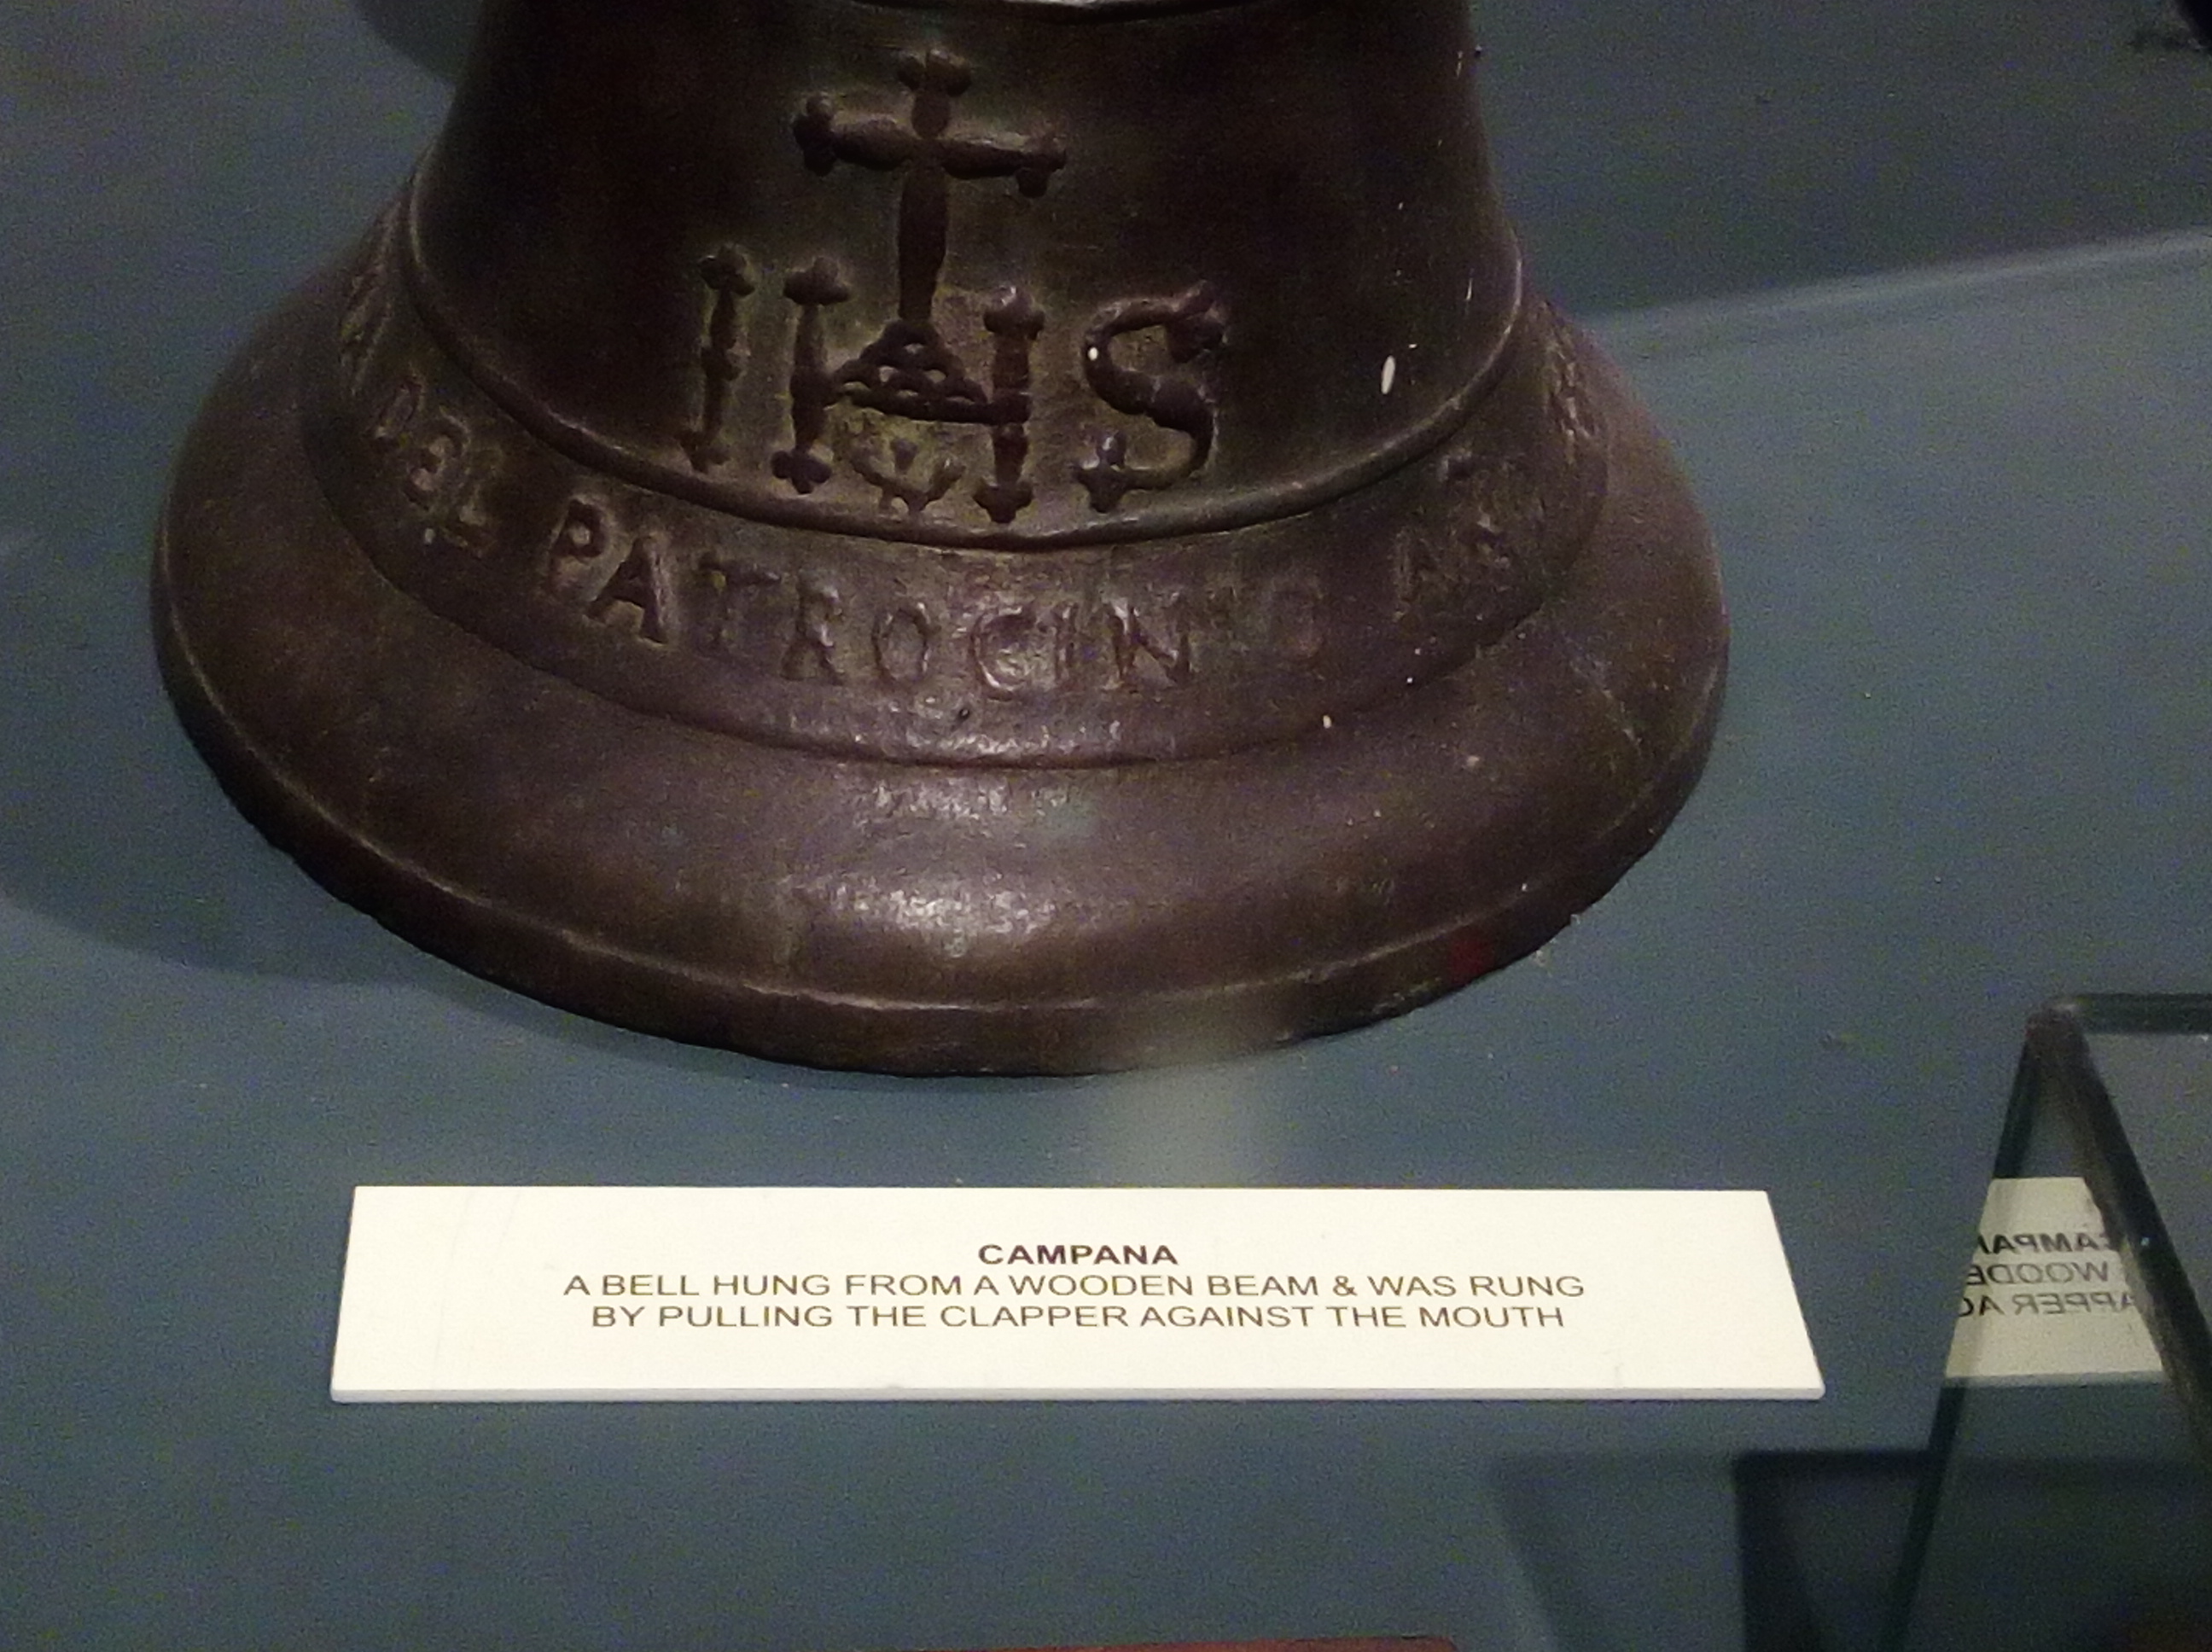 IHS
DEL PATROCINIO
CAMPANA
A BELL HUNG FROM A WOODEN BEAM & WAS RUNG
BY PULLING THE CLAPPER AGAINST THE MOUTH